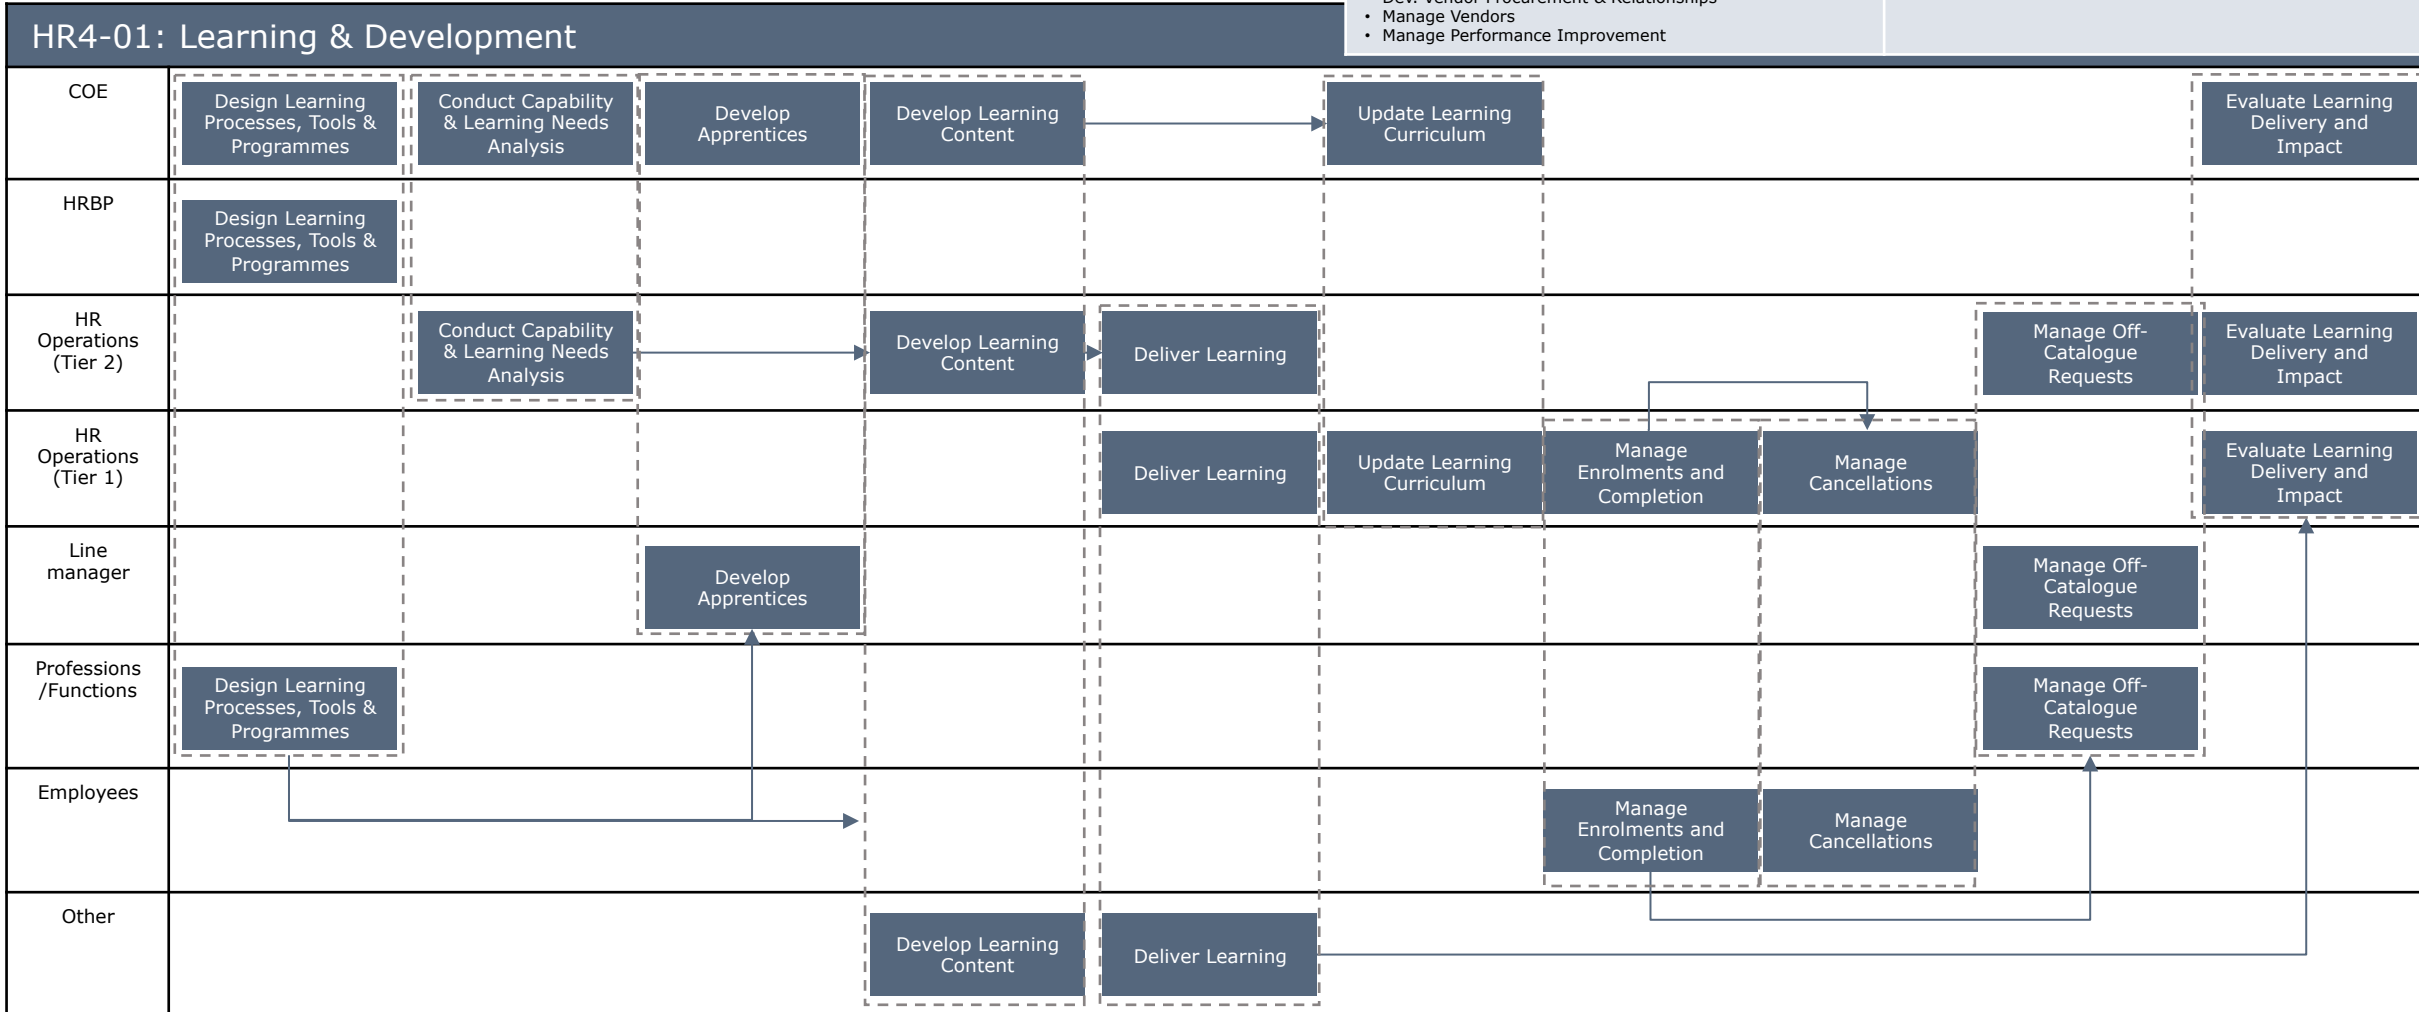 Dev. Vendor Procurement & Relationships
• Manage Vendors
• Manage Performance Improvement
HR4-01: Learning & Development
COE
Design Learning
Processes, Tools &
Programmes
Conduct Capability
& Learning Needs
Analysis
Develop
Apprentices
Develop Learning
Content
Update Learning
Curriculum
Evaluate Learning
Delivery and
Impact
HRBP
Design Learning
Processes, Tools &
Programmes
HR
Operations
(Tier 2)
Conduct Capability
& Learning Needs
Analysis
Develop Learning
Content
Deliver Learning
Manage Off-
Catalogue
Requests
Evaluate Learning
Delivery and
Impact
HR
Operations
(Tier 1)
Deliver Learning
Update Learning
Curriculum
Manage
Enrolments and
Completion
Manage
Cancellations
Evaluate Learning
Delivery and
Impact
Line
manager
Develop
Apprentices
Manage Off-
Catalogue
Requests
Professions
/Functions
Design Learning
Processes, Tools &
Programmes
Manage Off-
Catalogue
Requests
Employees
Manage
Enrolments and
Completion
Manage
Cancellations
Other
Develop Learning
Content
Deliver Learning